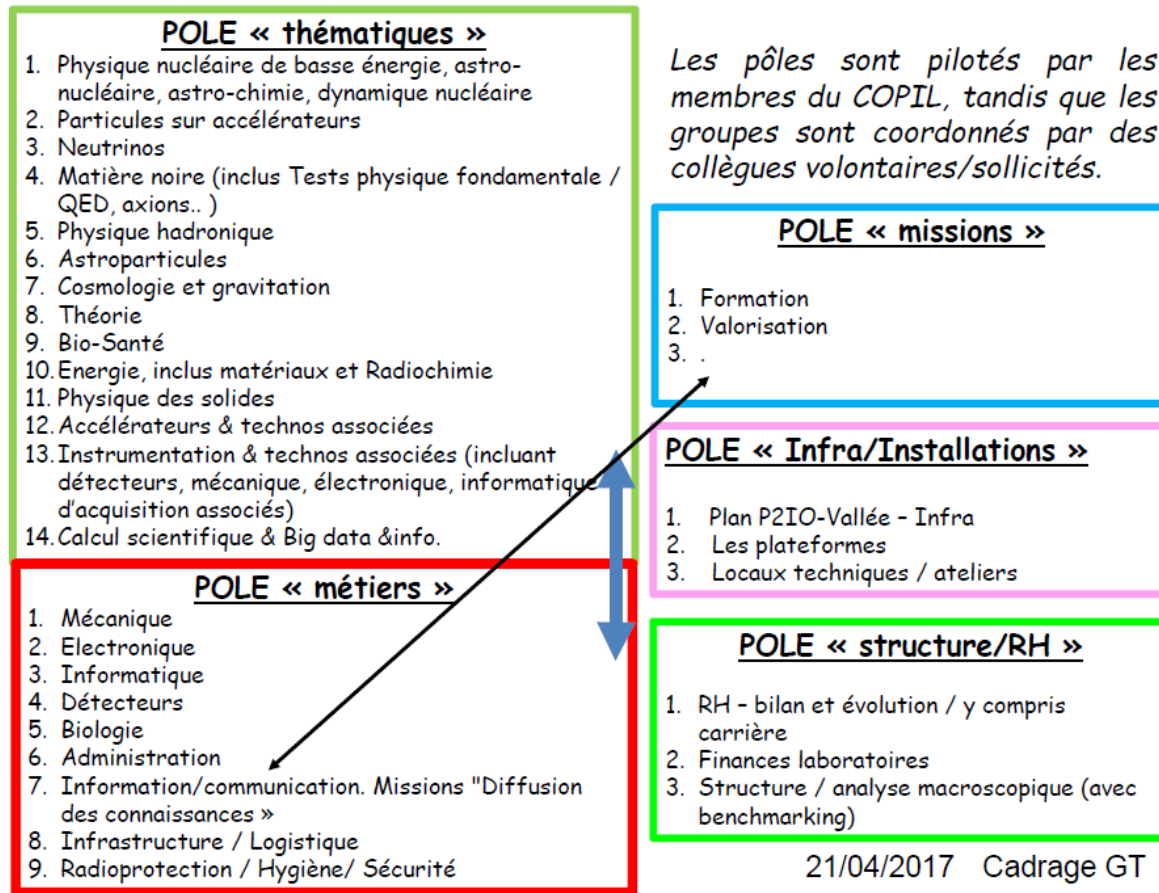 POLE « thématiques »
1. Physique nucléaire de basse énergie, astro-
nucléaire, astro-chimie, dynamique nucléaire
2. Particules sur accélérateurs
3. Neutrinos
4. Matière noire (inclus Tests physique fondamentale /
QED, axions.. )
5. Physique hadronique
6. Astroparticules
7. Cosmologie et gravitation
8. Théorie
9. Bio-Santé
10. Energie, inclus matériaux et Radiochimie
11. Physique des solides
12. Accélérateurs & technos associées
13. Instrumentation & technos associées (incluant
détecteurs, mécanique, électronique, informatique
d'acquisition associés)
14. Calcul scientifique & Big data &info.
POLE « métiers »
1. Mécanique
2. Electronique
3. Informatique
4. Détecteurs
5. Biologie
6. Administration
7. Information/communication. Missions "Diffusion
des connaissances »
8. Infrastructure / Logistique
9. Radioprotection / Hygiène/ Sécurité
Les pôles sont pilotés par les
membres du COPIL, tandis que les
groupes sont coordonnés par des
collègues volontaires/sollicités.
POLE « missions »
1. Formation
2. Valorisation
3. .
POLE « Infra/Installations »
1. Plan P2IO-Vallée – Infra
2. Les plateformes
3. Locaux techniques / ateliers
POLE « structure/RH »
1. RH – bilan et évolution / y compris
carrière
2. Finances laboratoires
3. Structure / analyse macroscopique (avec
benchmarking)
21/04/2017 Cadrage GT